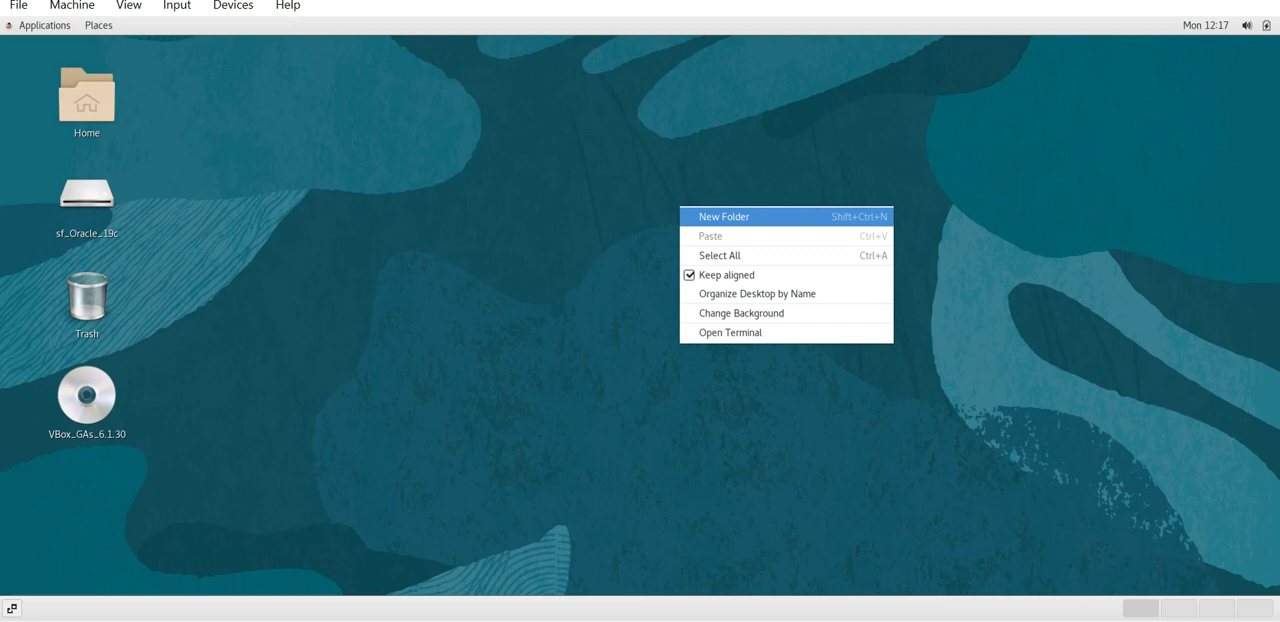 File Machine View Input Devices Help
Applications Places Mon 12:17
Home
sf_Oracle_19c
Trash
VBox_GAs_6.1.30
New Folder Shift+Ctrl+N
Paste Ctrl+V
Select All Ctrl+A
Keep aligned
Organize Desktop by Name
Change Background
Open Terminal